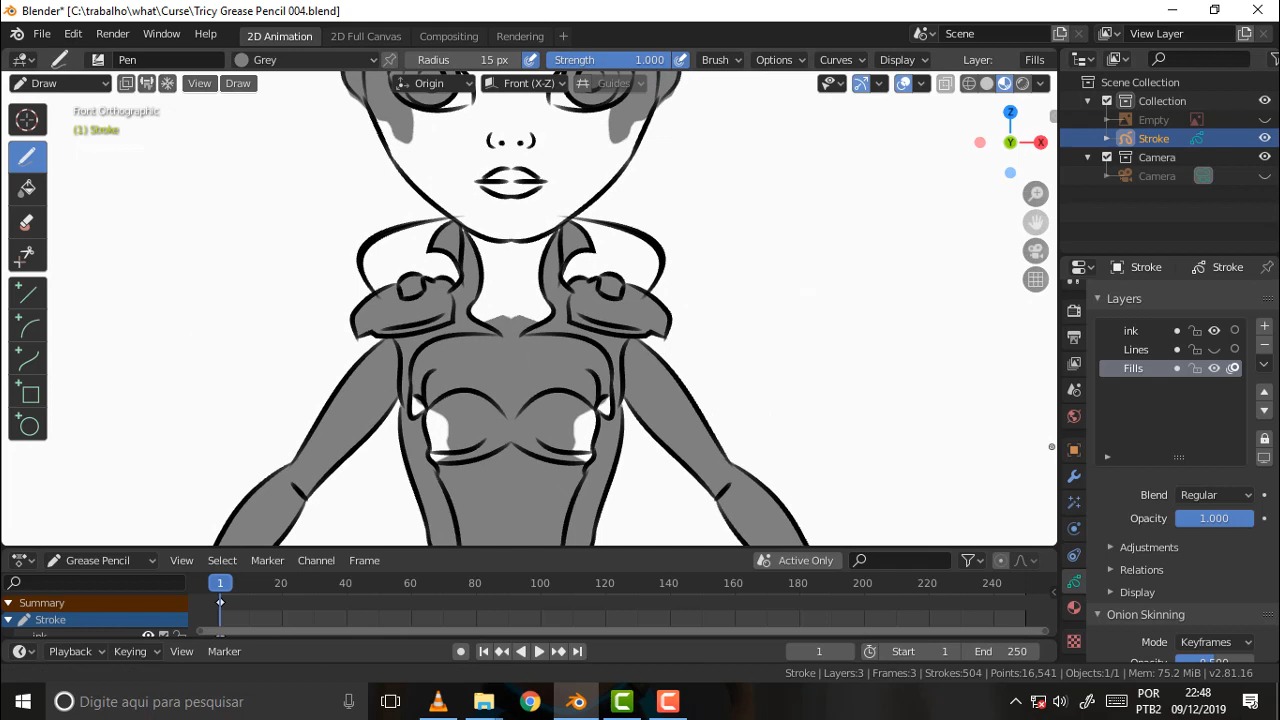 Blender* [C:\trabalho\what\Curse\Tricy Grease Pencil 004.blend]
File Edit Render Window Help 2D Animation 2D Full Canvas Compositing Rendering Scene View Layer
Pen Grey Radius 15 px Strength 1.000 Brush Options Curves Display Layer: Fills
Draw View Draw Origin Front (X-Z) Guides
Front Orthographic
(1) Stroke
Z
Y
X
Scene Collection
Collection
Empty
Stroke
Camera
Camera
Stroke Stroke
Layers
ink
Lines
Fills
Blend Regular
Opacity 1.000
Adjustments
Relations
Display
Onion Skinning
Mode Keyframes
Opacity 0.500
Grease Pencil View Select Marker Channel Frame Active Only
1 20 40 60 80 100 120 140 160 180 200 220 240
Summary
Stroke
ink
Playback Keying View Marker 1 Start 1 End 250
Stroke | Layers:3 | Frames:3 | Strokes:504 | Points:16,541 | Objects:1/1 | Mem: 75.2 MiB | v2.81.16
Digite aqui para pesquisar
POR
PTB2
22:48
09/12/2019